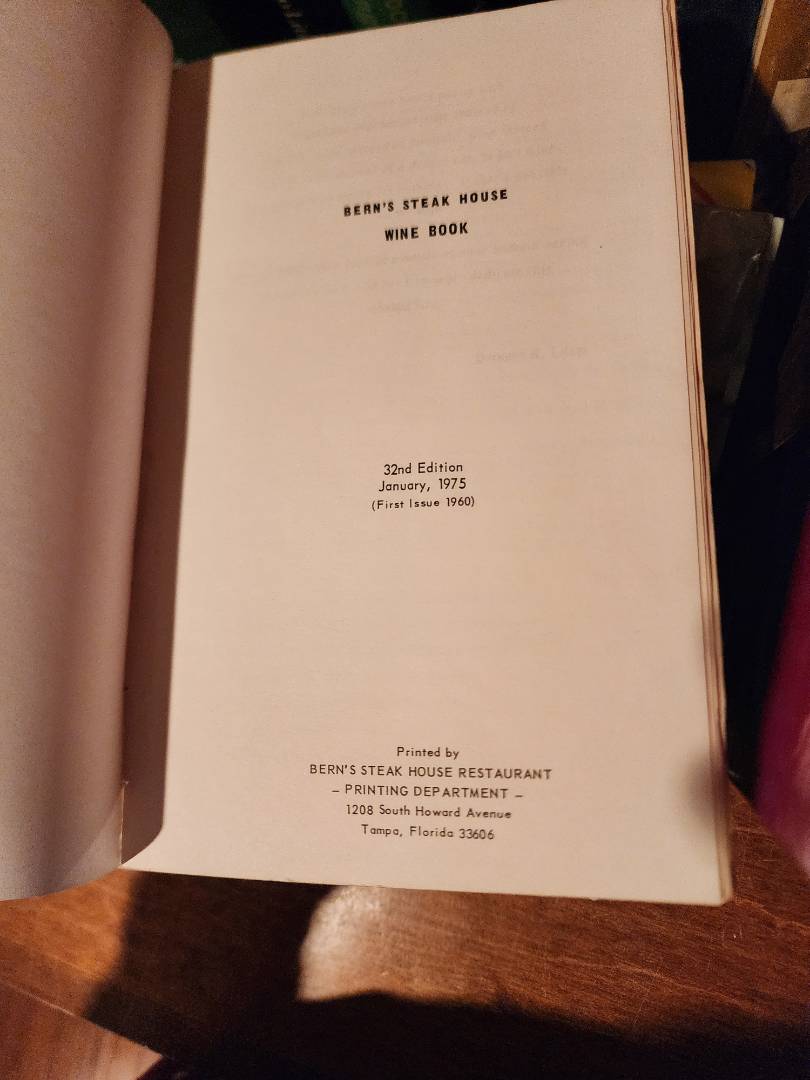 BERN'S STEAK HOUSE
WINE BOOK
32nd Edition
January, 1975
(First Issue 1960)
Printed by
BERN'S STEAK HOUSE RESTAURANT
– PRINTING DEPARTMENT –
1208 South Howard Avenue
Tampa, Florida 33606